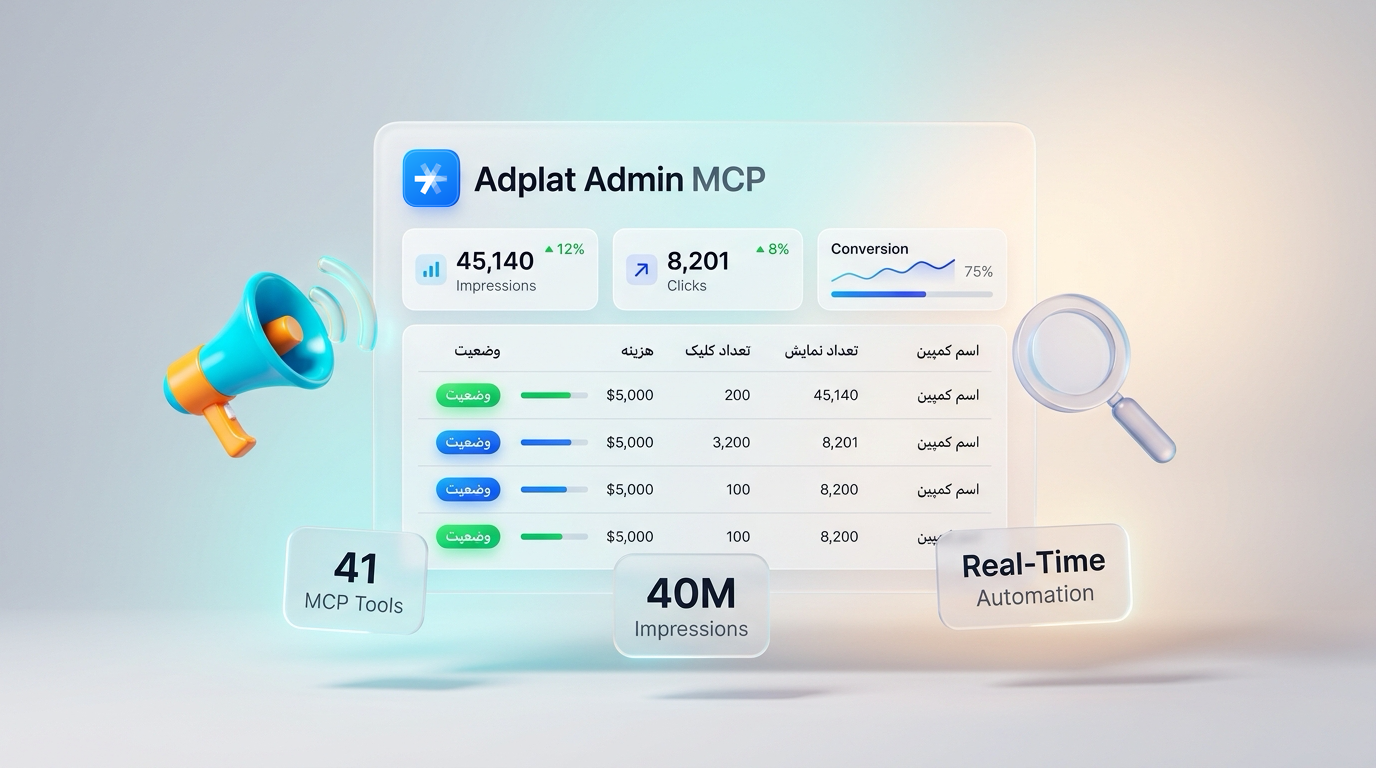 Adplat Admin MCP
45,140
▲ 12%
Impressions
8,201
▲ 8%
Clicks
Conversion
75%
اسم کمپین تعداد نمایش تعداد کلیک هزینه وضعیت
اسم کمپین 45,140 200 $5,000 وضعیت
اسم کمپین 8,201 3,200 $5,000 وضعیت
اسم کمپین 8,200 100 $5,000 وضعیت
8,200 100 $5,000 وضعیت
41
MCP Tools
40M
Impressions
Real-Time
Automation